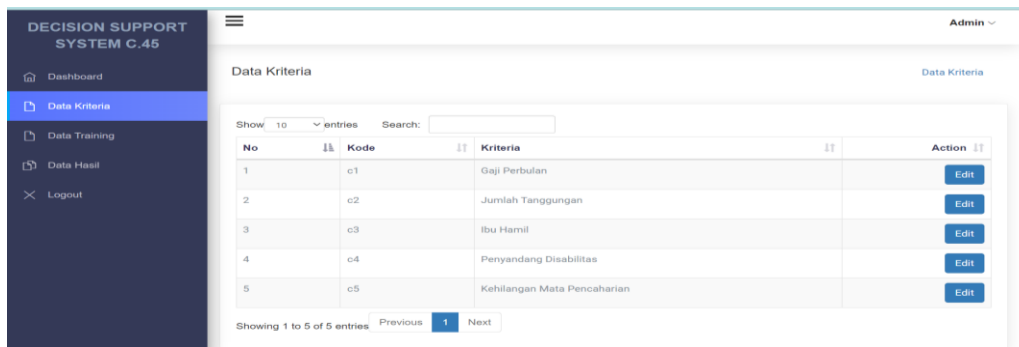 DECISION SUPPORT
SYSTEM C.45
Dashboard
Data Kriteria
Data Training
Data Hasil
Logout
Admin
Data Kriteria
Data Kriteria
Show 10 entries Search:
No Kode Kriteria Action
1 c1 Gaji Perbulan Edit
2 c2 Jumlah Tanggungan Edit
3 c3 Ibu Hamil Edit
4 c4 Penyandang Disabilitas Edit
5 c5 Kehilangan Mata Pencaharian Edit
Showing 1 to 5 of 5 entries Previous 1 Next